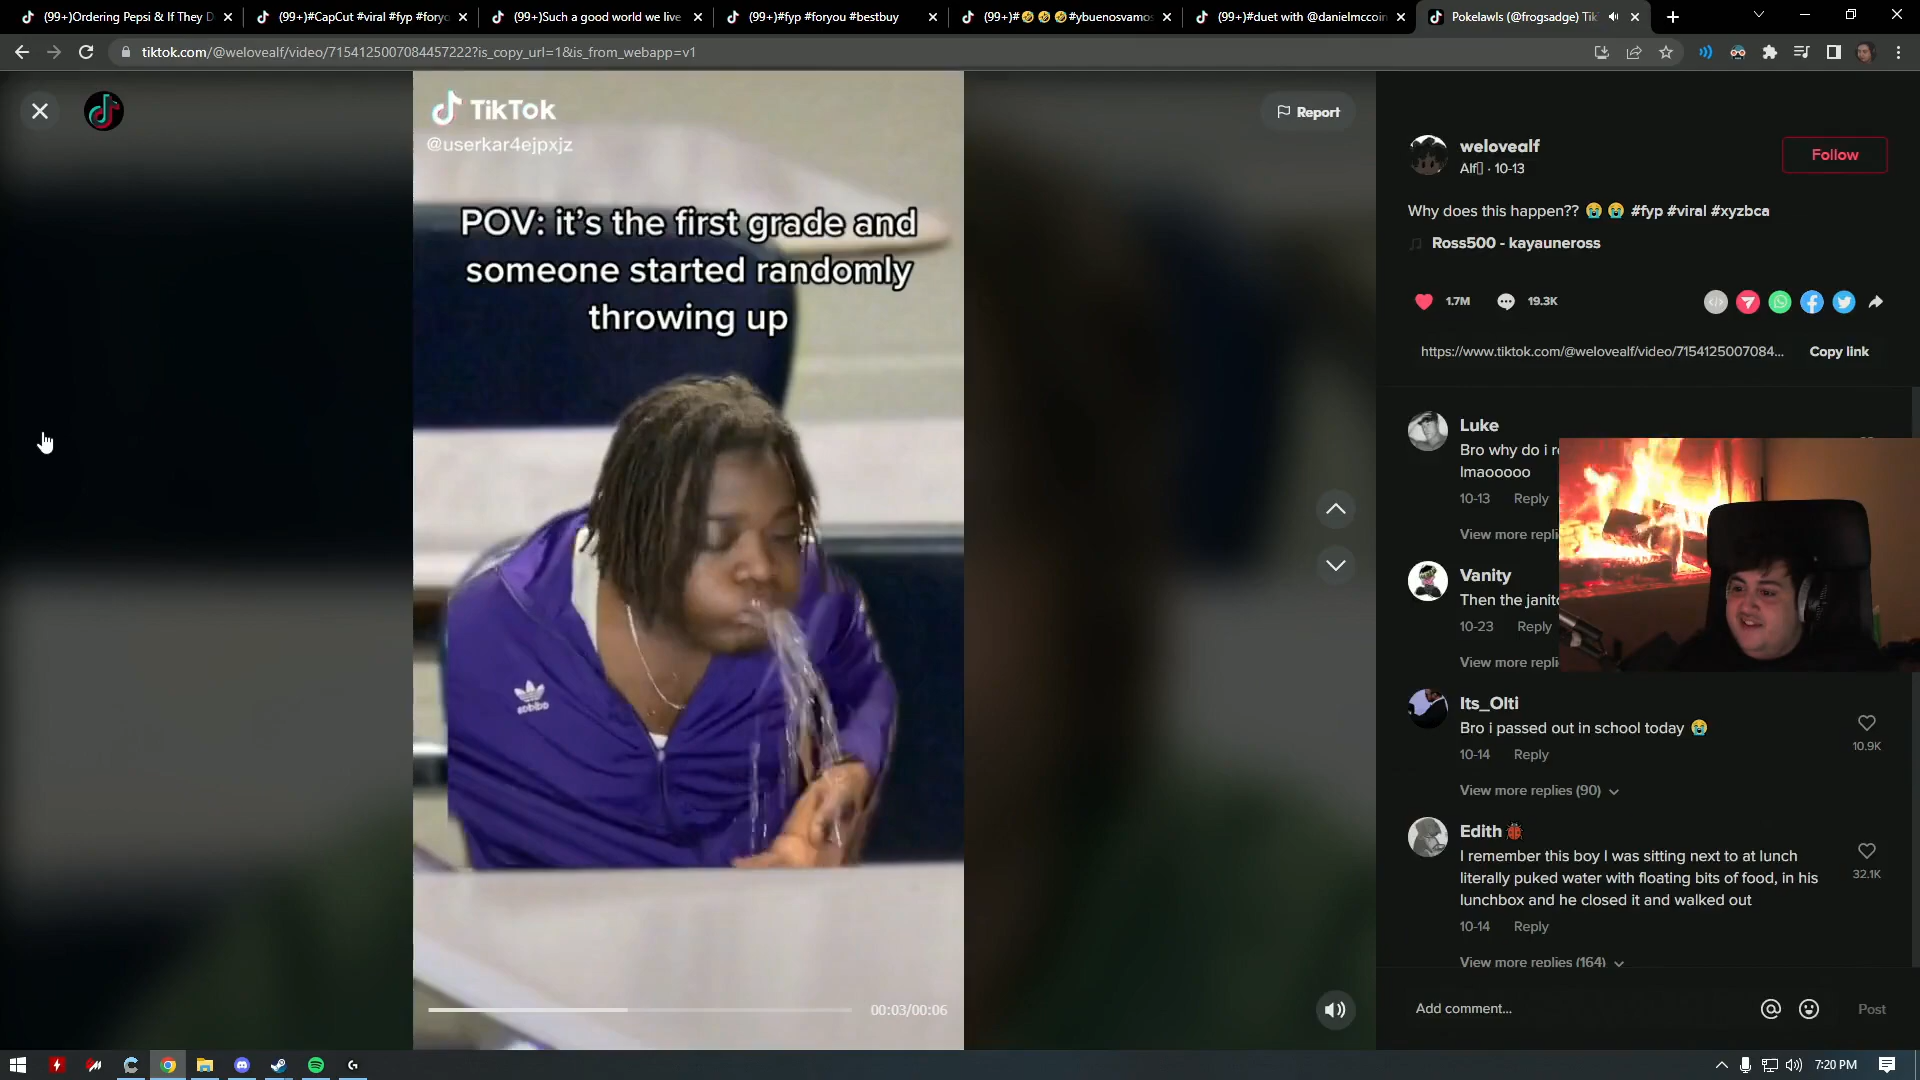 (99+)Ordering Pepsi & If They D
(99+)#CapCut #viral #fyp #foryo
(99+)Such a good world we live
(99+)#fyp #foryou #bestbuy
(99+)#🤣🤣🤣#ybuenosvamos
(99+)#duet with @danielmccoin
Pokelawls (@frogsadge) Tik
tiktok.com/@welovealf/video/7154125007084457222?is_copy_url=1&is_from_webapp=v1
TikTok
@userkar4ejpxjz
Report
POV: it's the first grade and
someone started randomly
throwing up
00:03/00:06
welovealf
Alf · 10-13
Follow
Why does this happen?? 😭😭 #fyp #viral #xyzbca
Ross500 - kayauneross
1.7M
19.3K
https://www.tiktok.com/@welovealf/video/7154125007084...
Copy link
Luke
Bro why do i re
lmaooooo
10-13 Reply
View more repli
Vanity
Then the janito
10-23 Reply
View more repli
Its_Olti
Bro i passed out in school today 😭
10.9K
10-14 Reply
View more replies (90)
Edith🐞
I remember this boy I was sitting next to at lunch
literally puked water with floating bits of food, in his
lunchbox and he closed it and walked out
32.1K
10-14 Reply
View more replies (164)
Add comment...
Post
7:20 PM